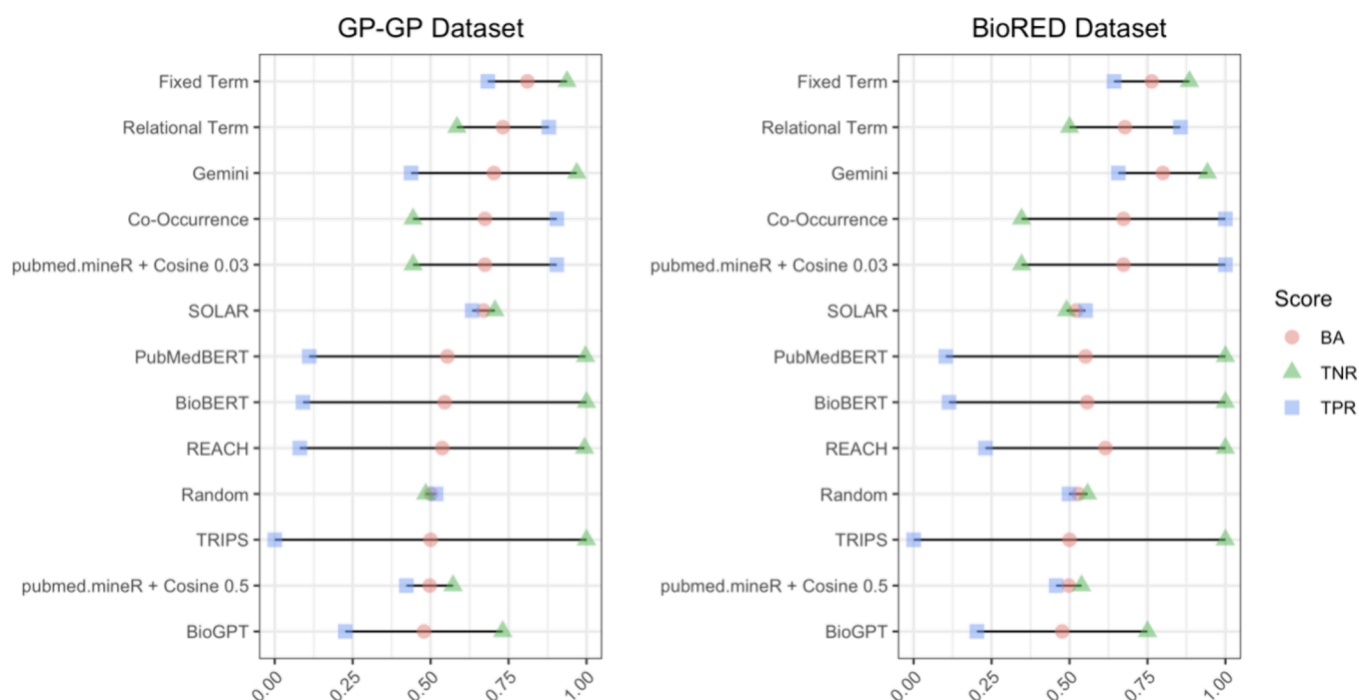 GP-GP Dataset
Fixed Term
Relational Term
Gemini
Co-Occurrence
pubmed.mineR + Cosine 0.03
SOLAR
PubMedBERT
BioBERT
REACH
Random
TRIPS
pubmed.mineR + Cosine 0.5
BioGPT
0.00
0.25
0.50
0.75
1.00
BioRED Dataset
Fixed Term
Relational Term
Gemini
Co-Occurrence
pubmed.mineR + Cosine 0.03
SOLAR
PubMedBERT
BioBERT
REACH
Random
TRIPS
pubmed.mineR + Cosine 0.5
BioGPT
0.00
0.25
0.50
0.75
1.00
Score
BA
TNR
TPR